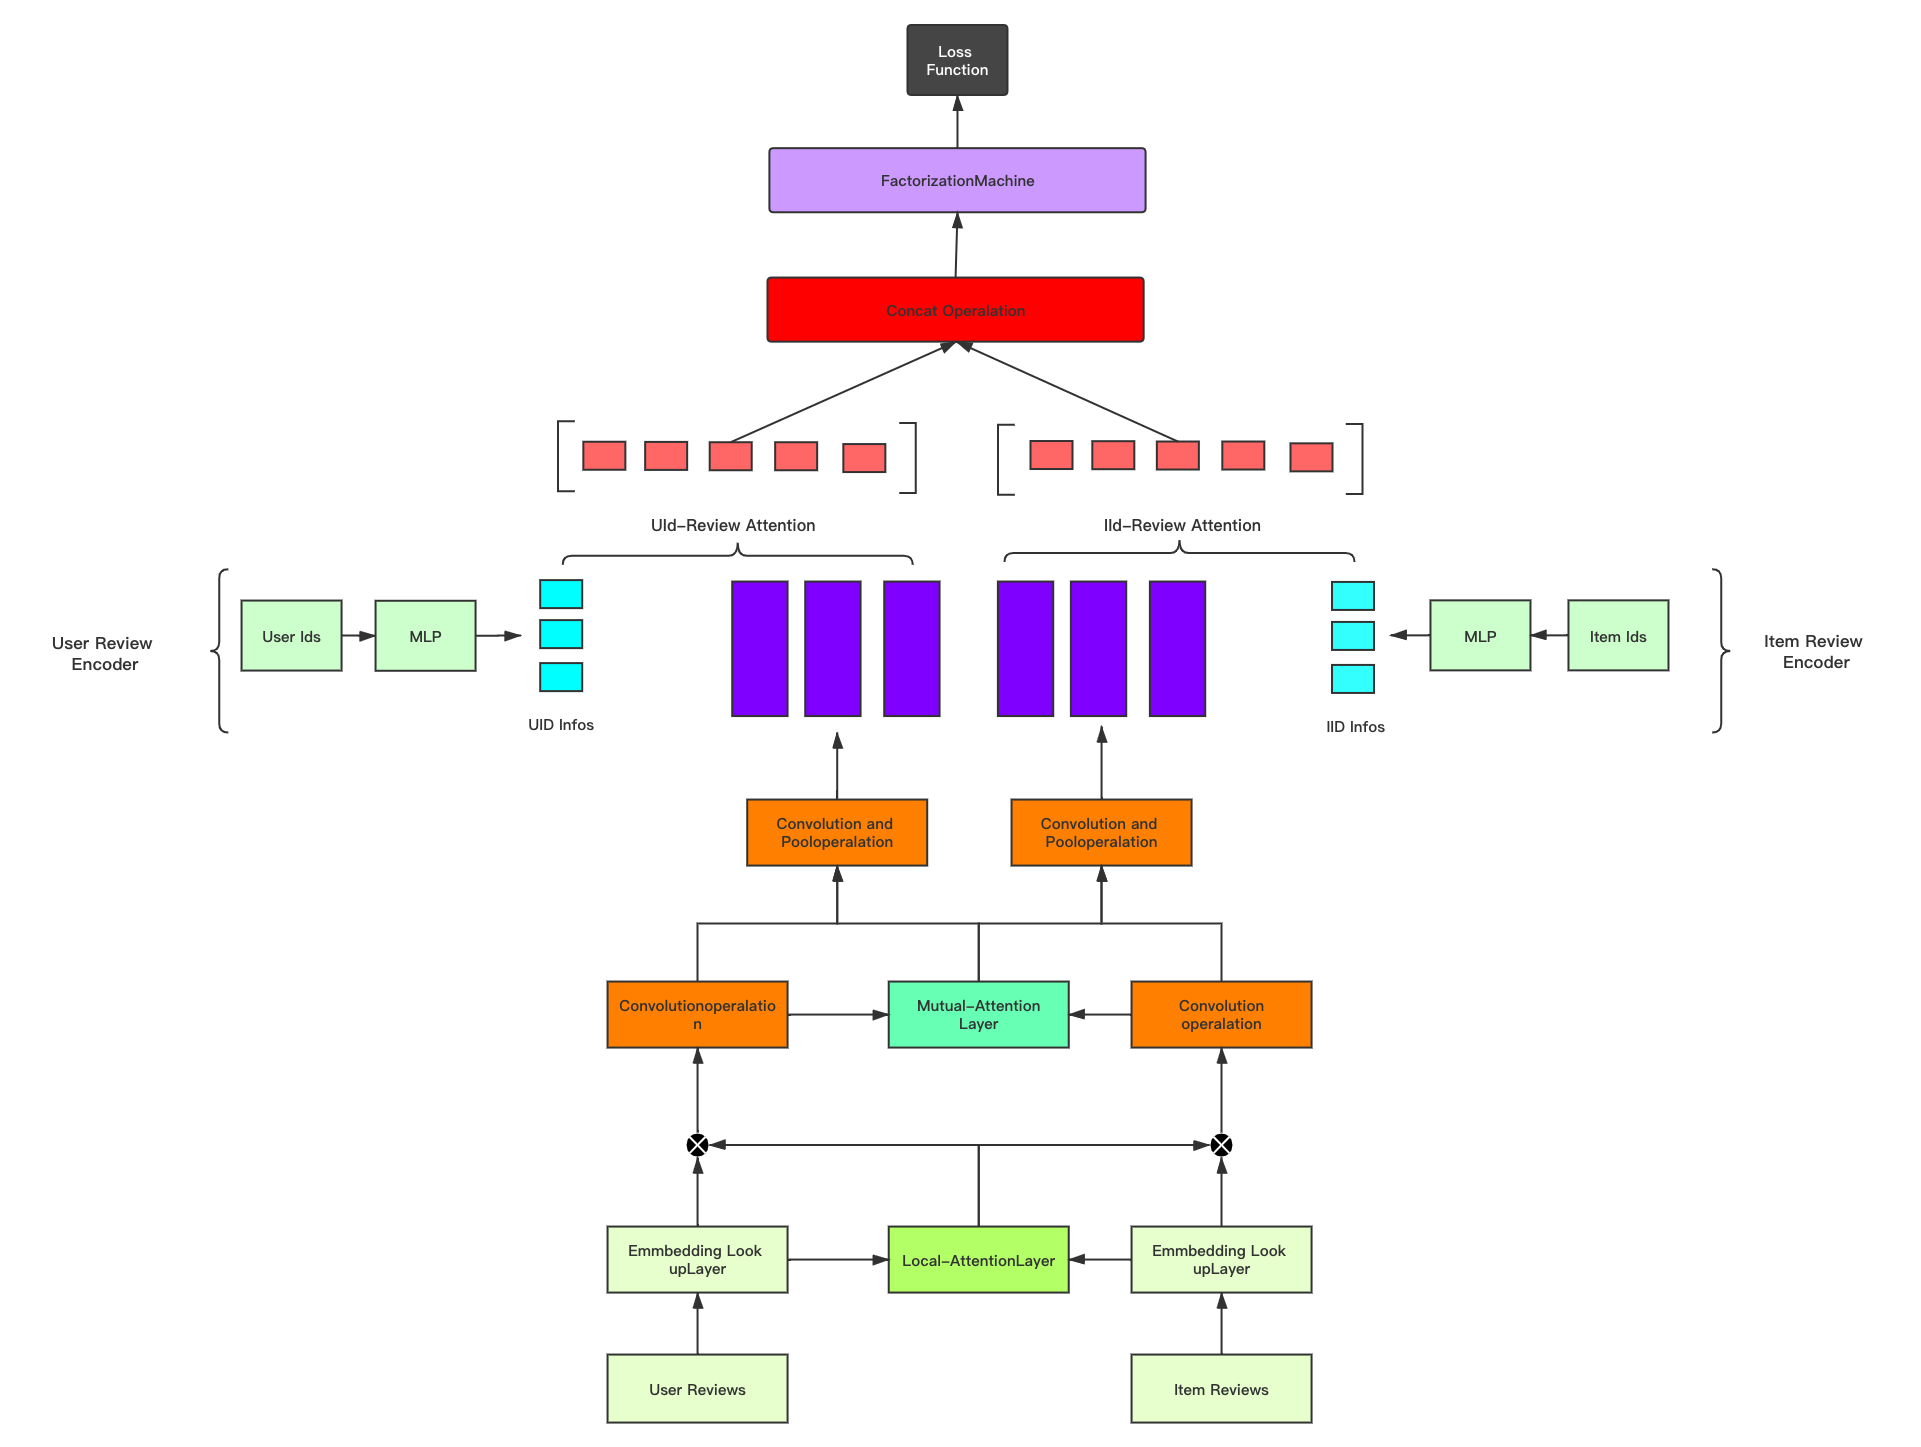 Loss
Function
FactorizationMachine
Concat Operalation
UId-Review Attention
IId-Review Attention
User Review
Encoder
User Ids
MLP
UID Infos
IID Infos
MLP
Item Ids
Item Review
Encoder
Convolution and
Pooloperalation
Convolution and
Pooloperalation
Convolutionoperalatio
n
Mutual-Attention
Layer
Convolution
operalation
Emmbedding Look
upLayer
Local-AttentionLayer
Emmbedding Look
upLayer
User Reviews
Item Reviews